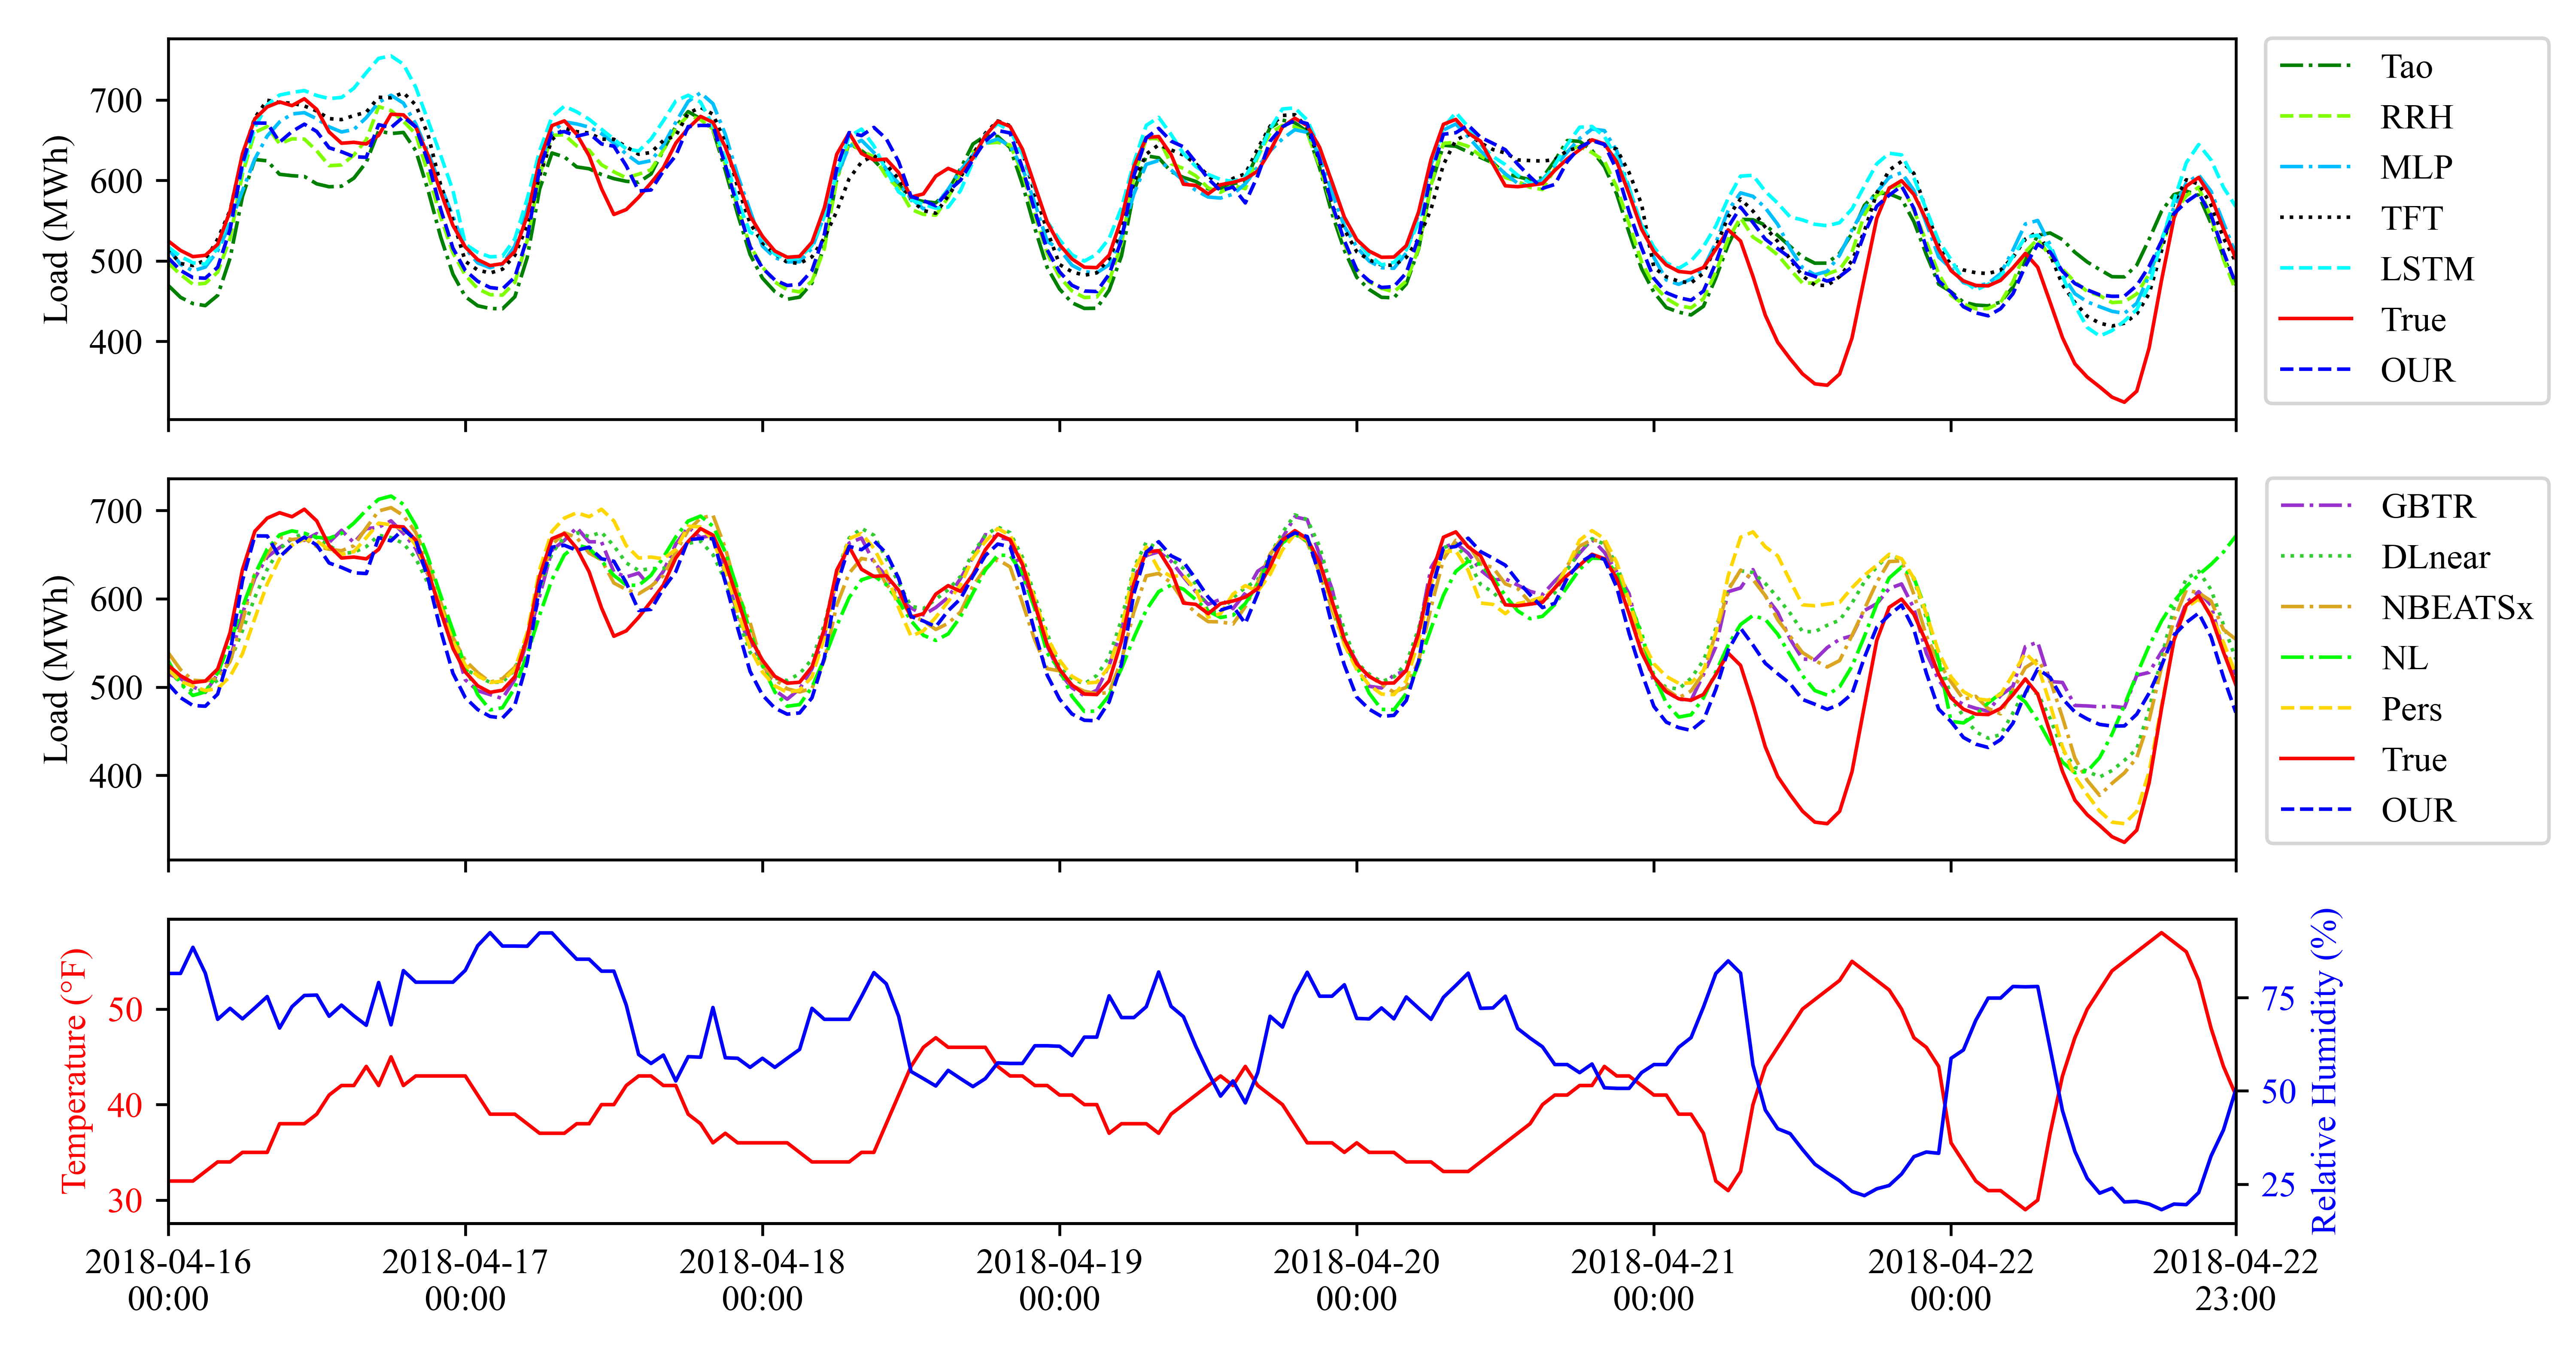 Load (MWh)
700
600
500
400
Tao
RRH
MLP
TFT
LSTM
True
OUR
Load (MWh)
700
600
500
400
GBTR
DLnear
NBEATSx
NL
Pers
True
OUR
Temperature (°F)
50
40
30
75
50
25
Relative Humidity (%)
2018-04-16 2018-04-17 2018-04-18 2018-04-19 2018-04-20 2018-04-21 2018-04-22 2018-04-22
00:00 00:00 00:00 00:00 00:00 00:00 00:00 23:00